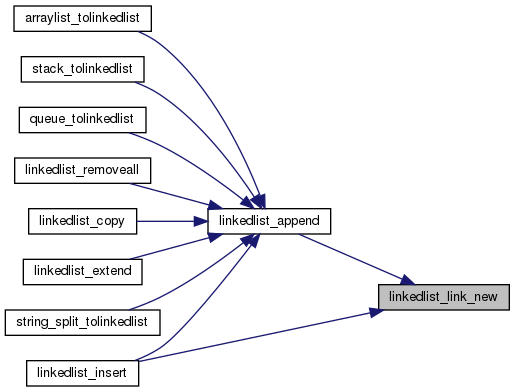 arraylist_tolinkedlist
stack_tolinkedlist
queue_tolinkedlist
linkedlist_removeall
linkedlist_copy
linkedlist_append
linkedlist_extend
linkedlist_link_new
string_split_tolinkedlist
linkedlist_insert